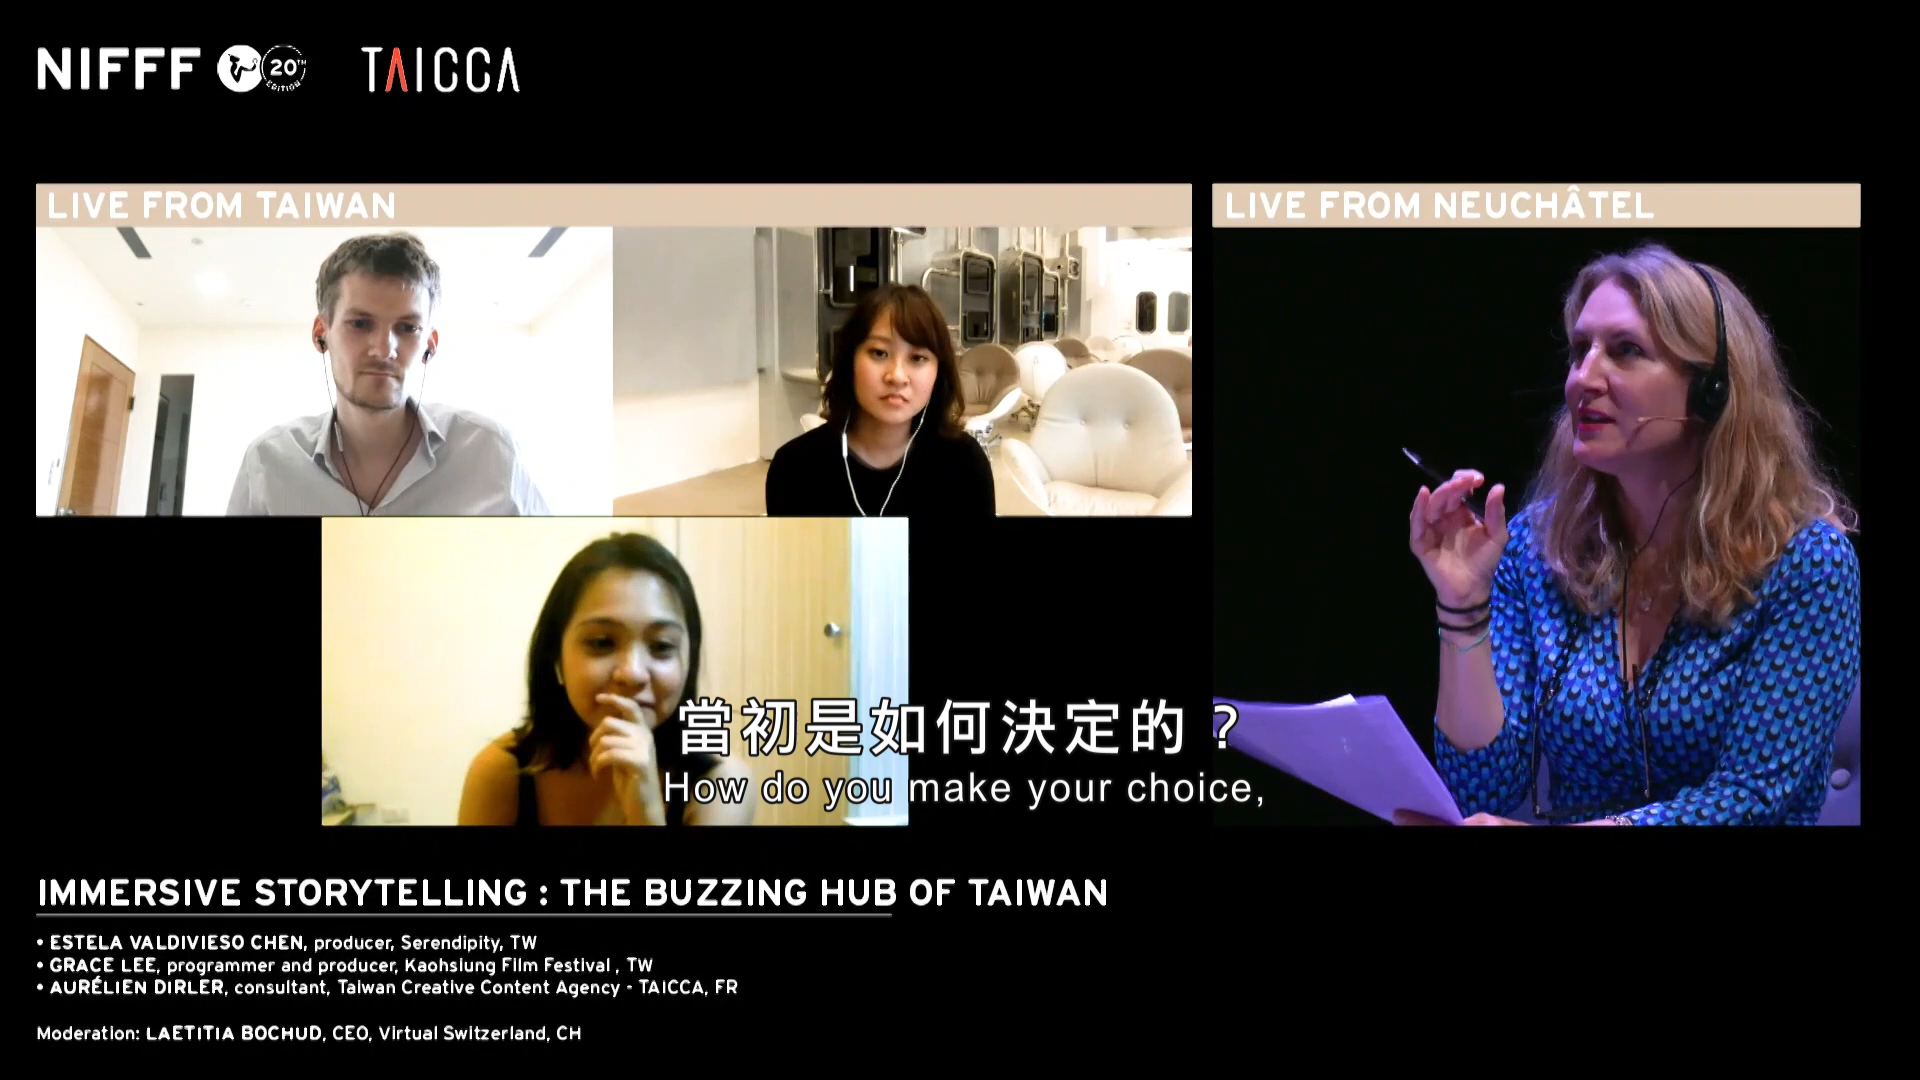 NIFFF 20TH EDITION TAICCA
LIVE FROM TAIWAN
LIVE FROM NEUCHÂTEL
當初是如何決定的？
How do you make your choice,
IMMERSIVE STORYTELLING : THE BUZZING HUB OF TAIWAN
• ESTELA VALDIVIESO CHEN, producer, Serendipity, TW
• GRACE LEE, programmer and producer, Kaohsiung Film Festival , TW
• AURÉLIEN DIRLER, consultant, Taiwan Creative Content Agency - TAICCA, FR
Moderation: LAETITIA BOCHUD, CEO, Virtual Switzerland, CH